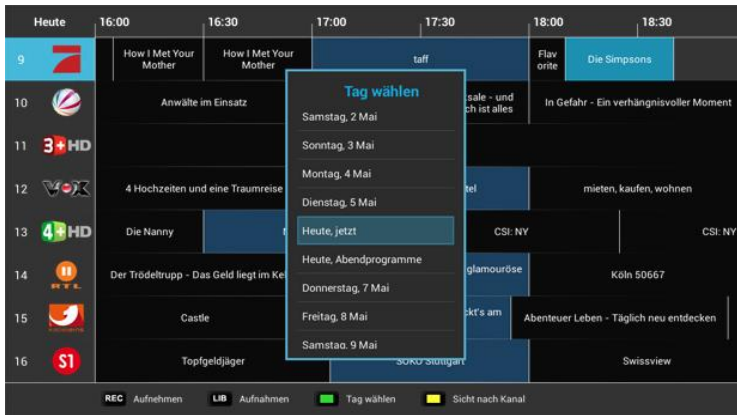 Heute 16:00 16:30 17:00 17:30 18:00 18:30
9 How I Met Your Mother How I Met Your Mother taff Flav orite Die Simpsons
10 Anwälte im Einsatz sale - und ch ist alles In Gefahr - Ein verhängnisvoller Moment
11 3+ HD
12 VOX 4 Hochzeiten und eine Traumreise tel mieten, kaufen, wohnen
13 4+ HD Die Nanny CSI: NY CSI: NY
14 RTL II Der Trödeltrupp - Das Geld liegt im Kel glamouröse Köln 50667
15 Castle ckt's am Abenteuer Leben - Täglich neu entdecken
16 S1 Topfgeldjäger SOKO Stuttgart Swissview
Tag wählen
Samstag, 2 Mai
Sonntag, 3 Mai
Montag, 4 Mai
Dienstag, 5 Mai
Heute, jetzt
Heute, Abendprogramme
Donnerstag, 7 Mai
Freitag, 8 Mai
Samstag, 9 Mai
REC Aufnehmen LIB Aufnahmen Tag wählen Sicht nach Kanal